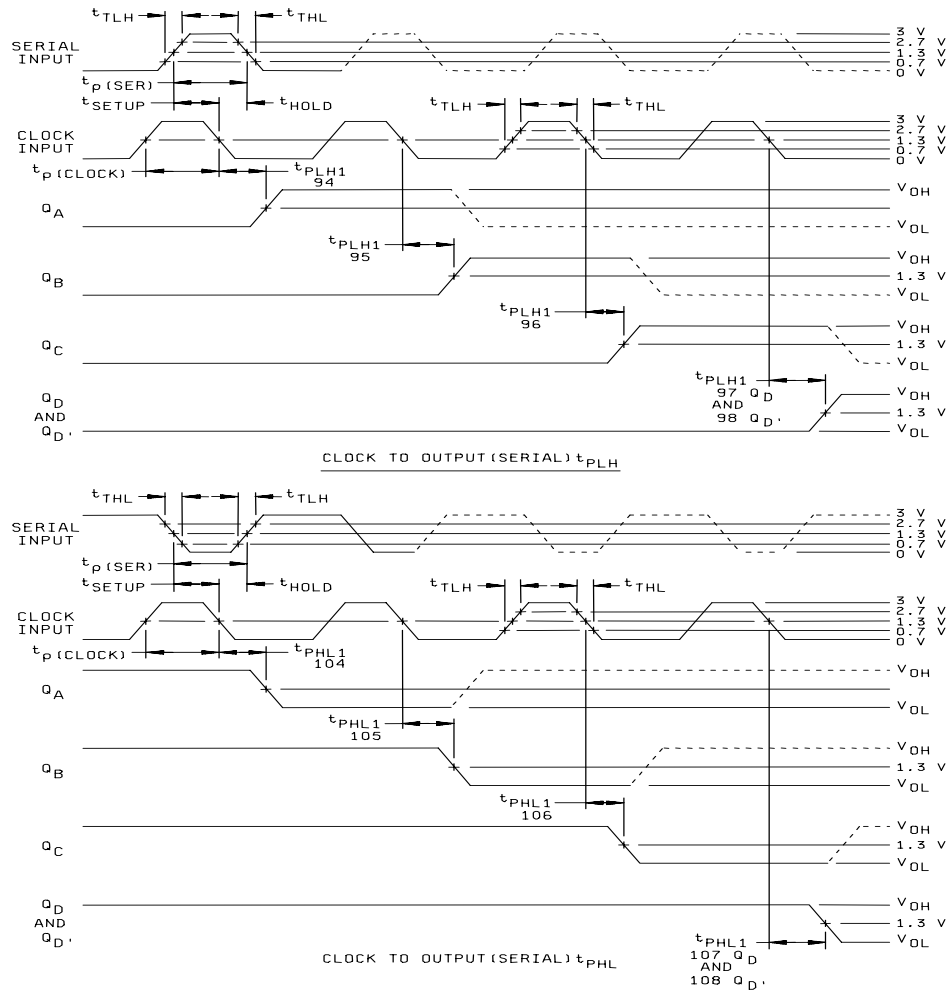 tTLH tTHL
SERIAL INPUT
3 V
2.7 V
1.3 V
0.7 V
0 V
tp(SER)
tSETUP tHOLD tTLH tTHL
CLOCK INPUT
3 V
2.7 V
1.3 V
0.7 V
0 V
tp(CLOCK) tPLH1 94
QA
VOH
VOL
tPLH1 95
QB
VOH
1.3 V
VOL
tPLH1 96
QC
VOH
1.3 V
VOL
tPLH1
97 QD
AND
98 QD'
QD
AND
QD'
VOH
1.3 V
VOL
CLOCK TO OUTPUT(SERIAL) tPLH
tTHL tTLH
SERIAL INPUT
3 V
2.7 V
1.3 V
0.7 V
0 V
tp(SER)
tSETUP tHOLD tTLH tTHL
CLOCK INPUT
3 V
2.7 V
1.3 V
0.7 V
0 V
tp(CLOCK) tPHL1 104
QA
VOH
VOL
tPHL1 105
QB
VOH
1.3 V
VOL
tPHL1 106
QC
VOH
1.3 V
VOL
QD
AND
QD'
VOH
1.3 V
VOL
tPHL1
107 QD
AND
108 QD'
CLOCK TO OUTPUT(SERIAL) tPHL